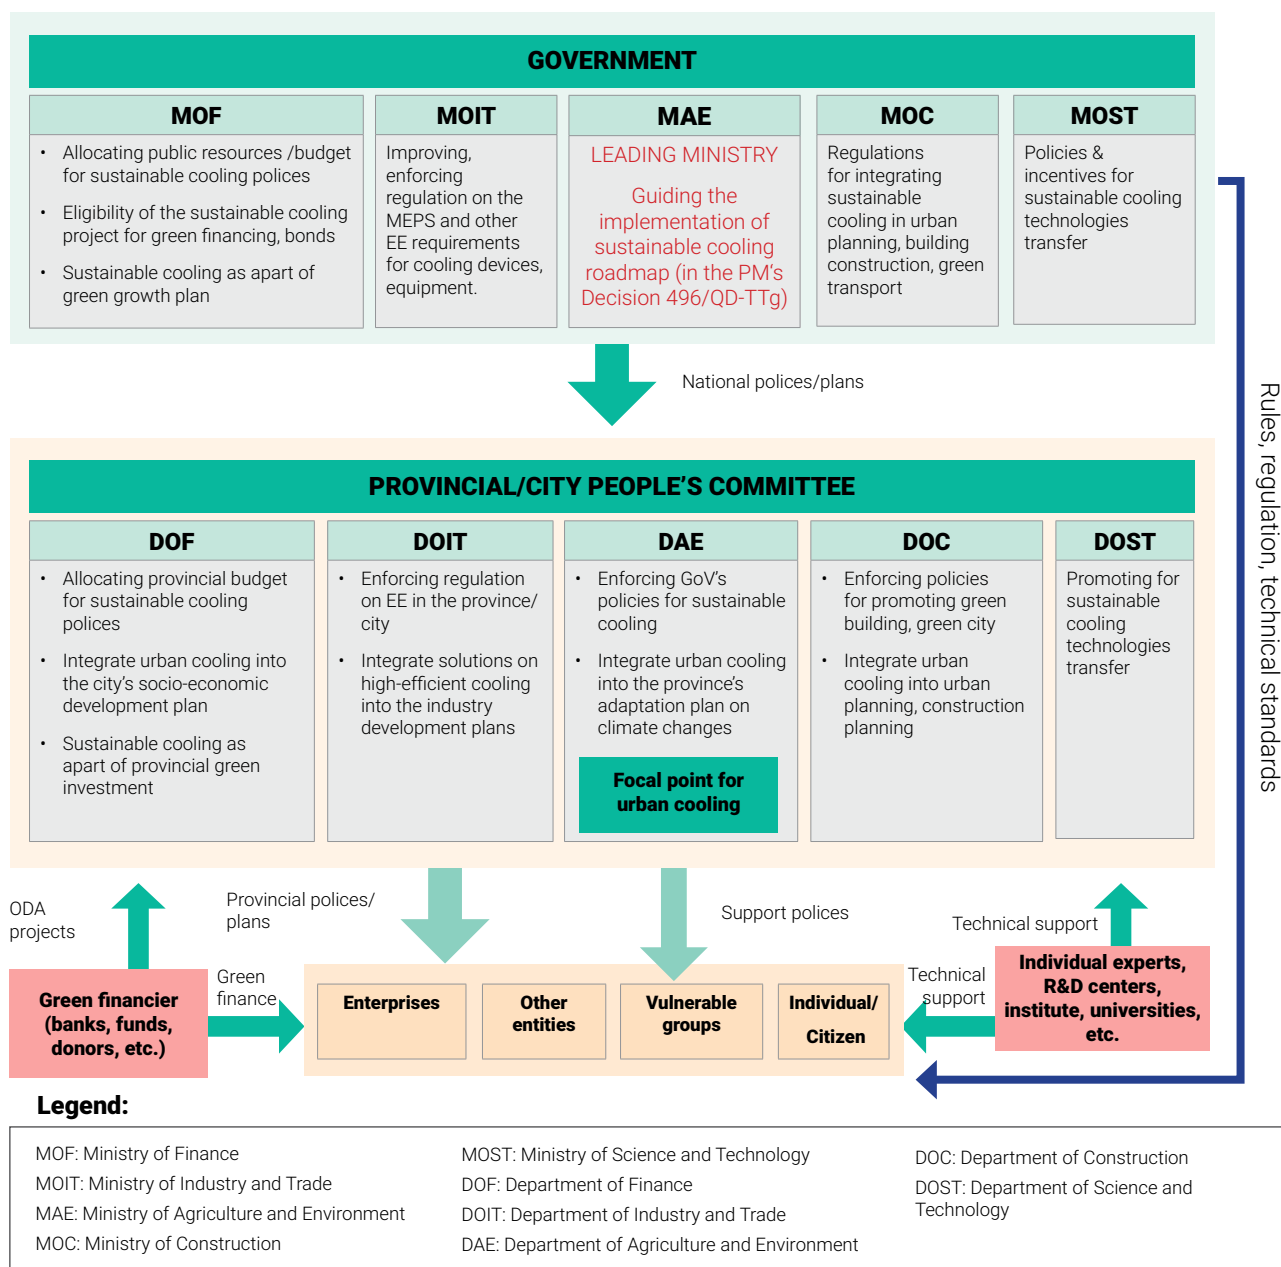 GOVERNMENT
MOF
• Allocating public resources /budget
for sustainable cooling polices
• Eligibility of the sustainable cooling
project for green financing, bonds
• Sustainable cooling as apart of
green growth plan
MOIT
Improving,
enforcing
regulation on the
MEPS and other
EE requirements
for cooling devices,
equipment.
MAE
LEADING MINISTRY
Guiding the
implementation of
sustainable cooling
roadmap (in the PM‘s
Decision 496/QD-TTg)
MOC
Regulations
for integrating
sustainable
cooling in urban
planning, building
construction, green
transport
MOST
Policies &
incentives for
sustainable cooling
technologies
transfer
National polices/plans
Rules, regulation, technical standards
PROVINCIAL/CITY PEOPLE’S COMMITTEE
DOF
• Allocating provincial budget
for sustainable cooling
polices
• Integrate urban cooling into
the city’s socio-economic
development plan
• Sustainable cooling as
apart of provincial green
investment
DOIT
• Enforcing regulation
on EE in the province/
city
• Integrate solutions on
high-efficient cooling
into the industry
development plans
DAE
• Enforcing GoV’s
policies for sustainable
cooling
• Integrate urban cooling
into the province’s
adaptation plan on
climate changes
Focal point for
urban cooling
DOC
• Enforcing policies
for promoting green
building, green city
• Integrate urban
cooling into urban
planning, construction
planning
DOST
Promoting for
sustainable
cooling
technologies
transfer
ODA
projects
Provincial polices/
plans
Support polices
Technical support
Green financier
(banks, funds,
donors, etc.)
Green
finance
Enterprises
Other
entities
Vulnerable
groups
Individual/
Citizen
Technical
support
Individual experts,
R&D centers,
institute, universities,
etc.
Legend:
MOF: Ministry of Finance
MOIT: Ministry of Industry and Trade
MAE: Ministry of Agriculture and Environment
MOC: Ministry of Construction
MOST: Ministry of Science and Technology
DOF: Department of Finance
DOIT: Department of Industry and Trade
DAE: Department of Agriculture and Environment
DOC: Department of Construction
DOST: Department of Science and
Technology